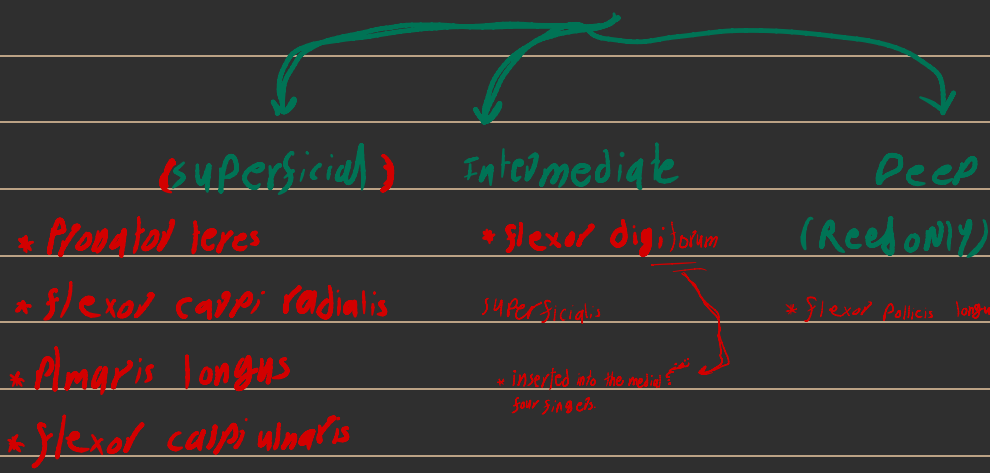 (superficial) Intermediate Deep
* Pronator teres
* flexor carpi radialis
* Plmaris longus
* flexor carpi ulnaris
* flexor digitorum
superficialis
- inserted into the medial
four fingers
(Reed oNlY)
* flexor pollicis longu